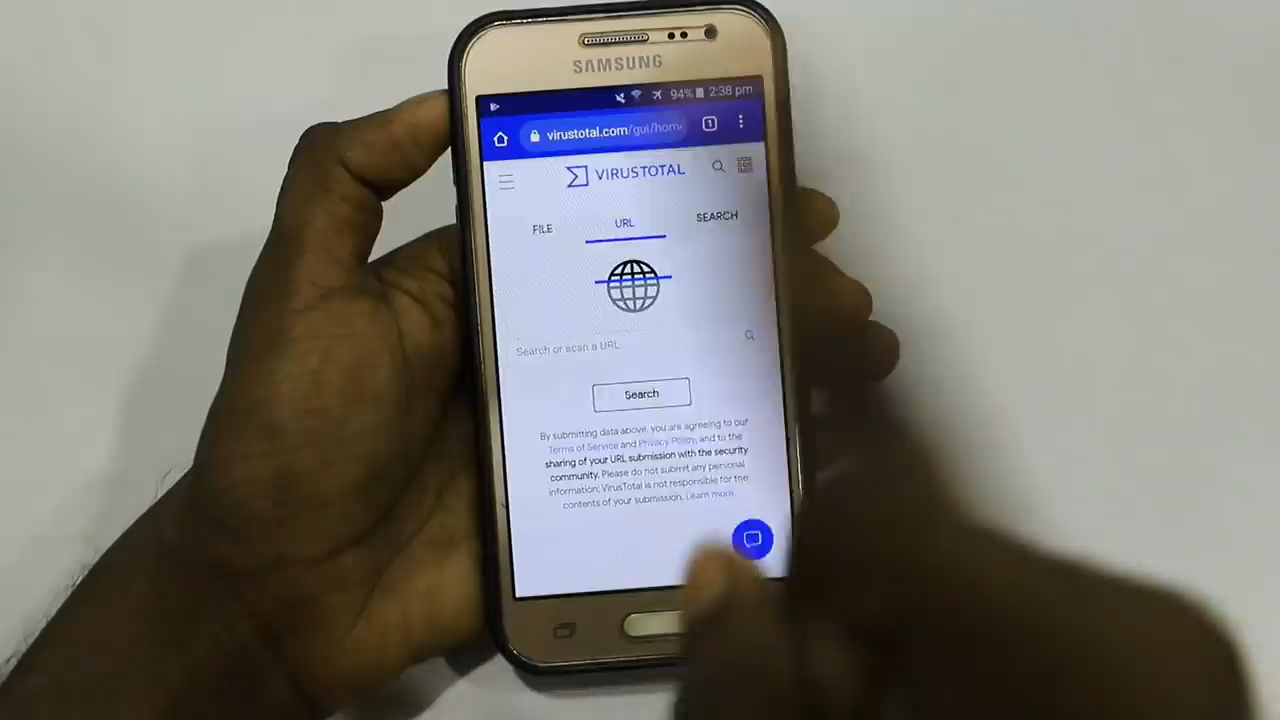 SAMSUNG
94% 2:38 pm
virustotal.com/gui/hom
1
VIRUSTOTAL
FILE
URL
SEARCH
Search or scan a URL
Search
By submitting data above, you are agreeing to our
Terms of Service and Privacy Policy, and to the
sharing of your URL submission with the security
community. Please do not submit any personal
information; VirusTotal is not responsible for the
contents of your submission. Learn more.